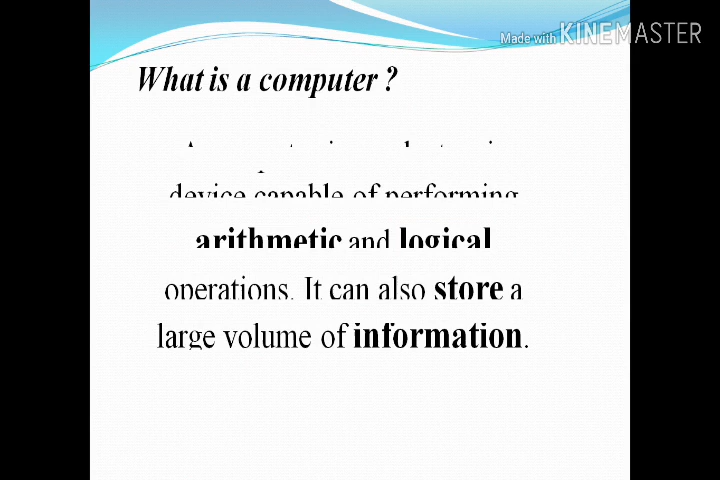 Made with KINEMASTER
What is a computer ?
device capable of performing
arithmetic and logical
operations. It can also store a
large volume of information.